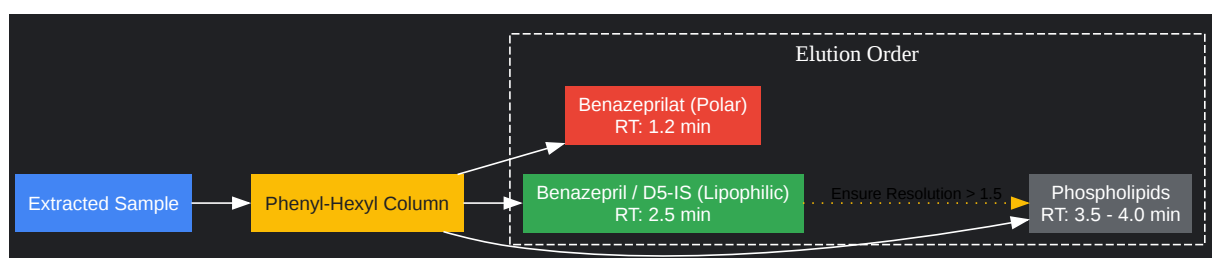 Elution Order
Benazeprilat (Polar)
RT: 1.2 min
Extracted Sample
Phenyl-Hexyl Column
Benazepril / D5-IS (Lipophilic)
RT: 2.5 min
Ensure Resolution > 1.5
Phospholipids
RT: 3.5 - 4.0 min